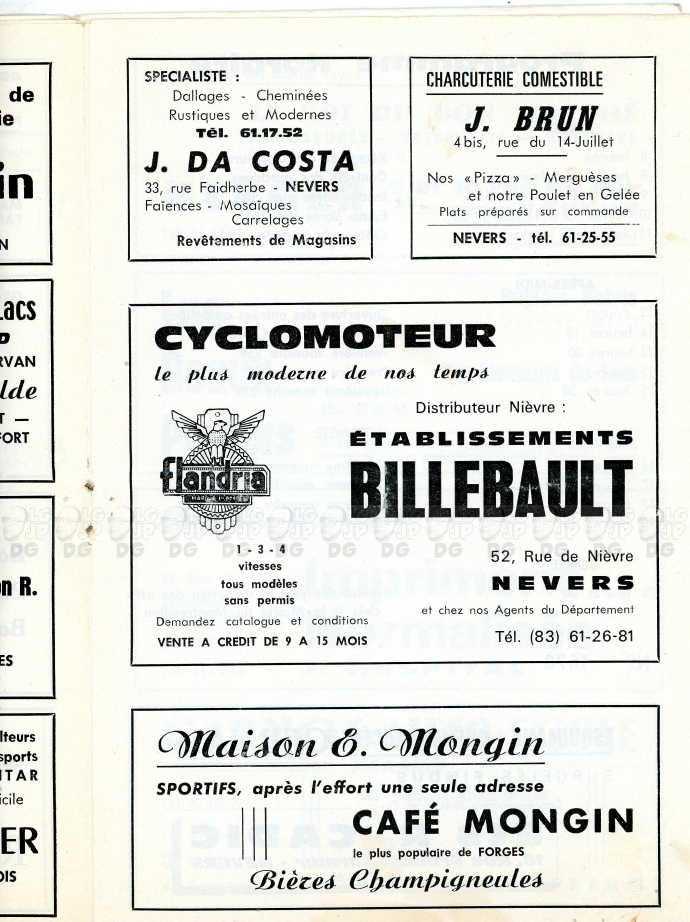 de
ie
in
N
Lacs
P
RVAN
lde
T —
FORT
on R.
ES
lteurs
sports
ITAR
icile
ER
OIS
SPECIALISTE :
Dallages - Cheminées
Rustiques et Modernes
Tél. 61.17.52
J. DA COSTA
33, rue Faidherbe - NEVERS
Faïences - Mosaïques
Carrelages
Revêtements de Magasins
CHARCUTERIE COMESTIBLE
J. BRUN
4 bis, rue du 14-Juillet
Nos « Pizza » - Merguèses
et notre Poulet en Gelée
Plats préparés sur commande
NEVERS - tél. 61-25-55
CYCLOMOTEUR
le plus moderne de nos temps
flandria
1 - 3 - 4
vitesses
tous modèles
sans permis
Demandez catalogue et conditions
VENTE A CREDIT DE 9 A 15 MOIS
Distributeur Nièvre :
ÉTABLISSEMENTS
BILLEBAULT
52, Rue de Nièvre
NEVERS
et chez nos Agents du Département
Tél. (83) 61-26-81
Maison E. Mongin
SPORTIFS, après l'effort une seule adresse
CAFÉ MONGIN
le plus populaire de FORGES
Bières Champigneules